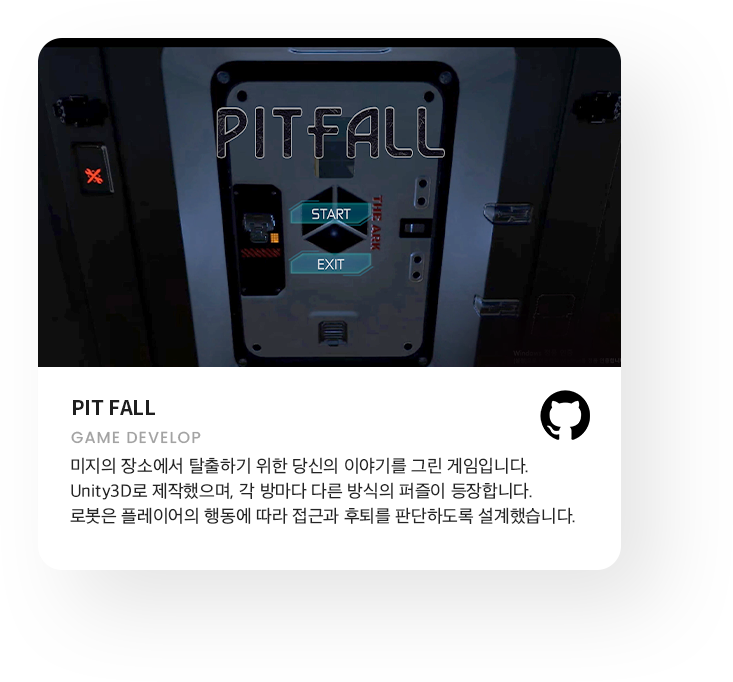 PITFALL
START
THE ARK
EXIT
PIT FALL
GAME DEVELOP
미지의 장소에서 탈출하기 위한 당신의 이야기를 그린 게임입니다.
Unity3D로 제작했으며, 각 방마다 다른 방식의 퍼즐이 등장합니다.
로봇은 플레이어의 행동에 따라 접근과 후퇴를 판단하도록 설계했습니다.